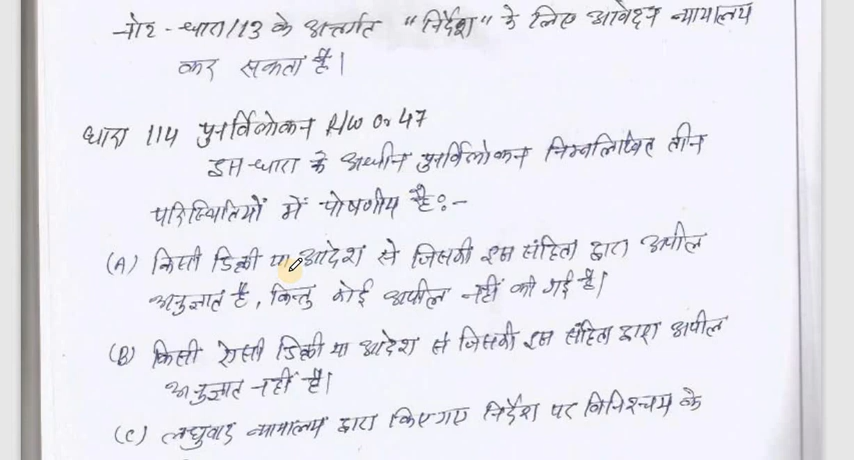 नोट - धारा 113 के अन्तर्गत "निर्देश" के लिए आवेदन न्यायालय
कर सकता है।
धारा 114 पुनर्विलोकन R/W Or 47
इस धारा के अधीन पुनर्विलोकन निम्नलिखित तीन
परिस्थितियों में पोषणीय है:-
(A) किसी डिक्री या आदेश से जिसकी इस संहिता द्वारा अपील
अनुज्ञात है, किन्तु कोई अपील नहीं की गई है।
(B) किसी ऐसी डिक्री या आदेश से जिसकी इस संहिता द्वारा अपील
अनुज्ञात नहीं है।
(C) लघुवाद न्यायालय द्वारा किए गए निर्देश पर विनिश्चय के